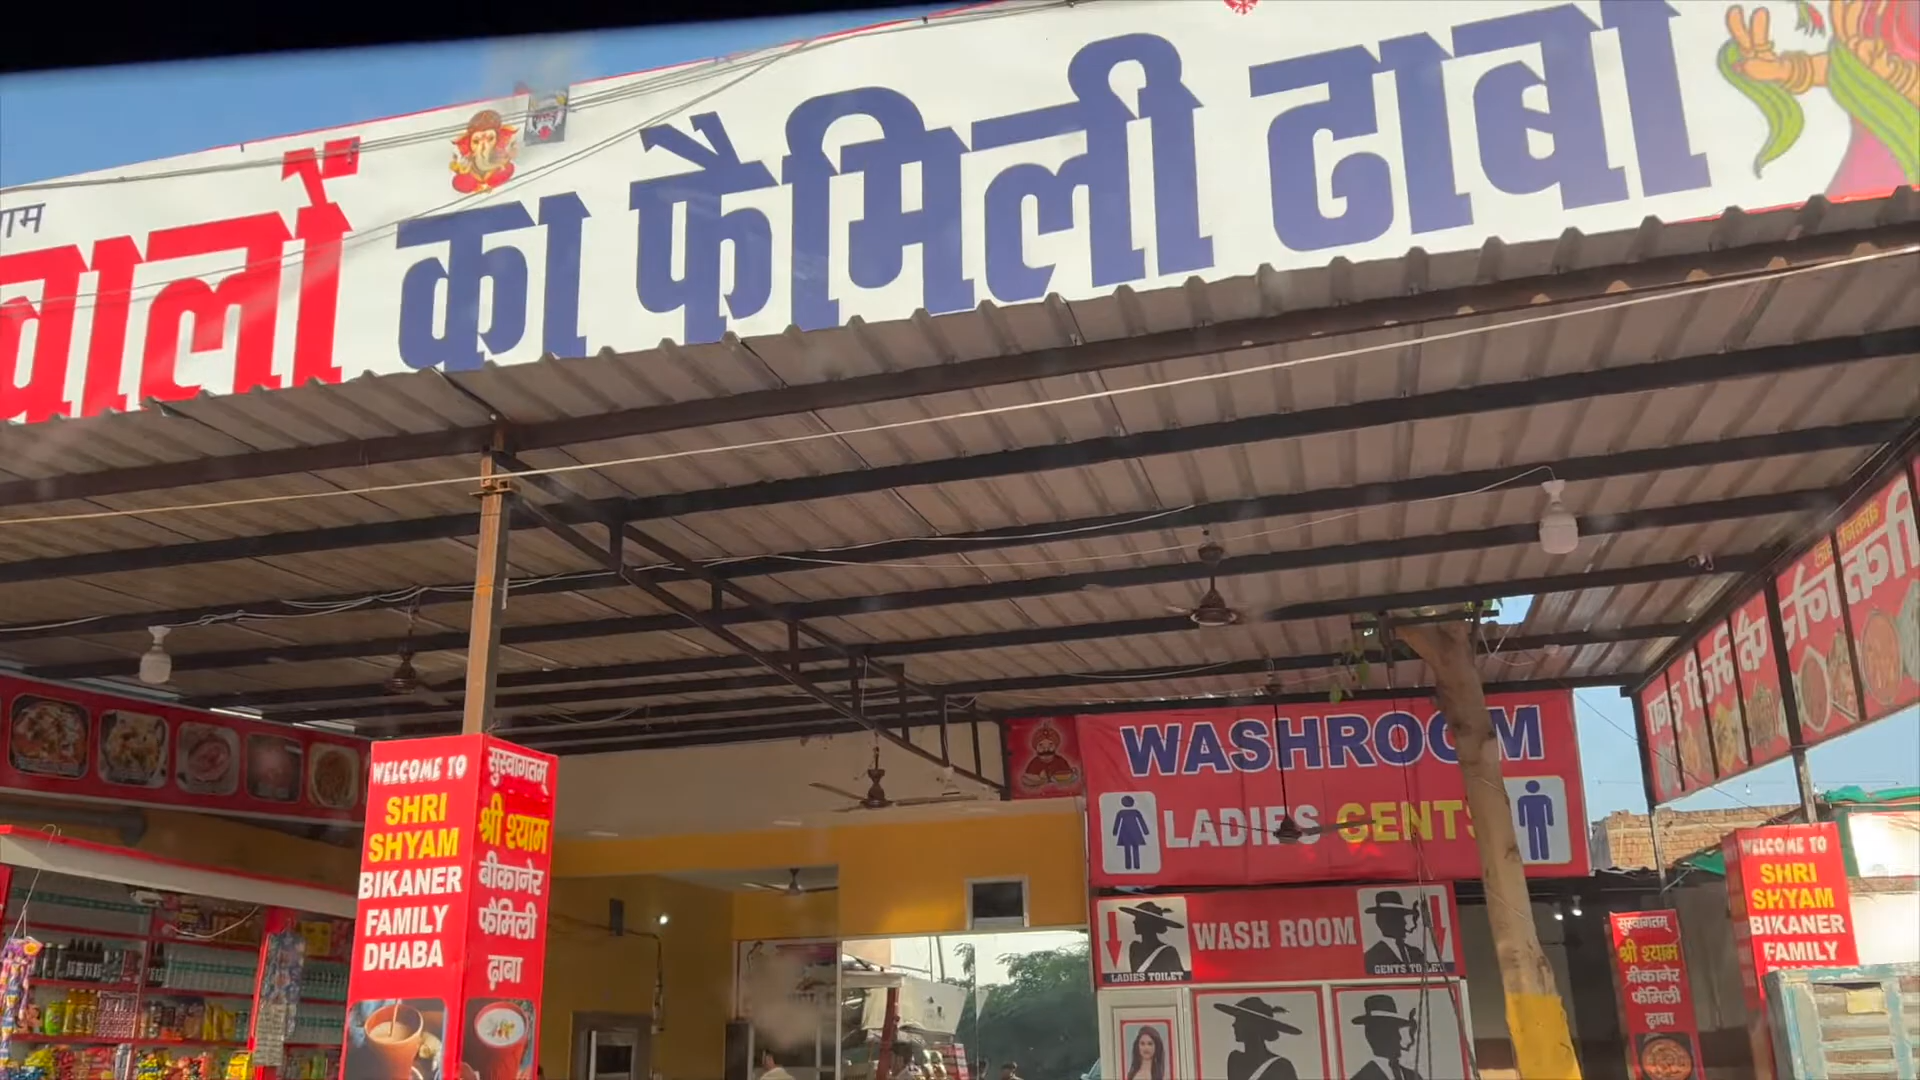 वालों का फैमिली ढाबा
WELCOME TO
SHRI
SHYAM
BIKANER
FAMILY
DHABA
सुस्वागतम्
श्री श्याम
बीकानेर
फैमिली
ढ़ाबा
WASHROOM
LADIES GENTS
WASH ROOM
LADIES TOILET
GENTS TOILET
सुस्वागतम्
श्री श्याम
बीकानेर
फैमिली
ढ़ाबा
WELCOME TO
SHRI
SHYAM
BIKANER
FAMILY